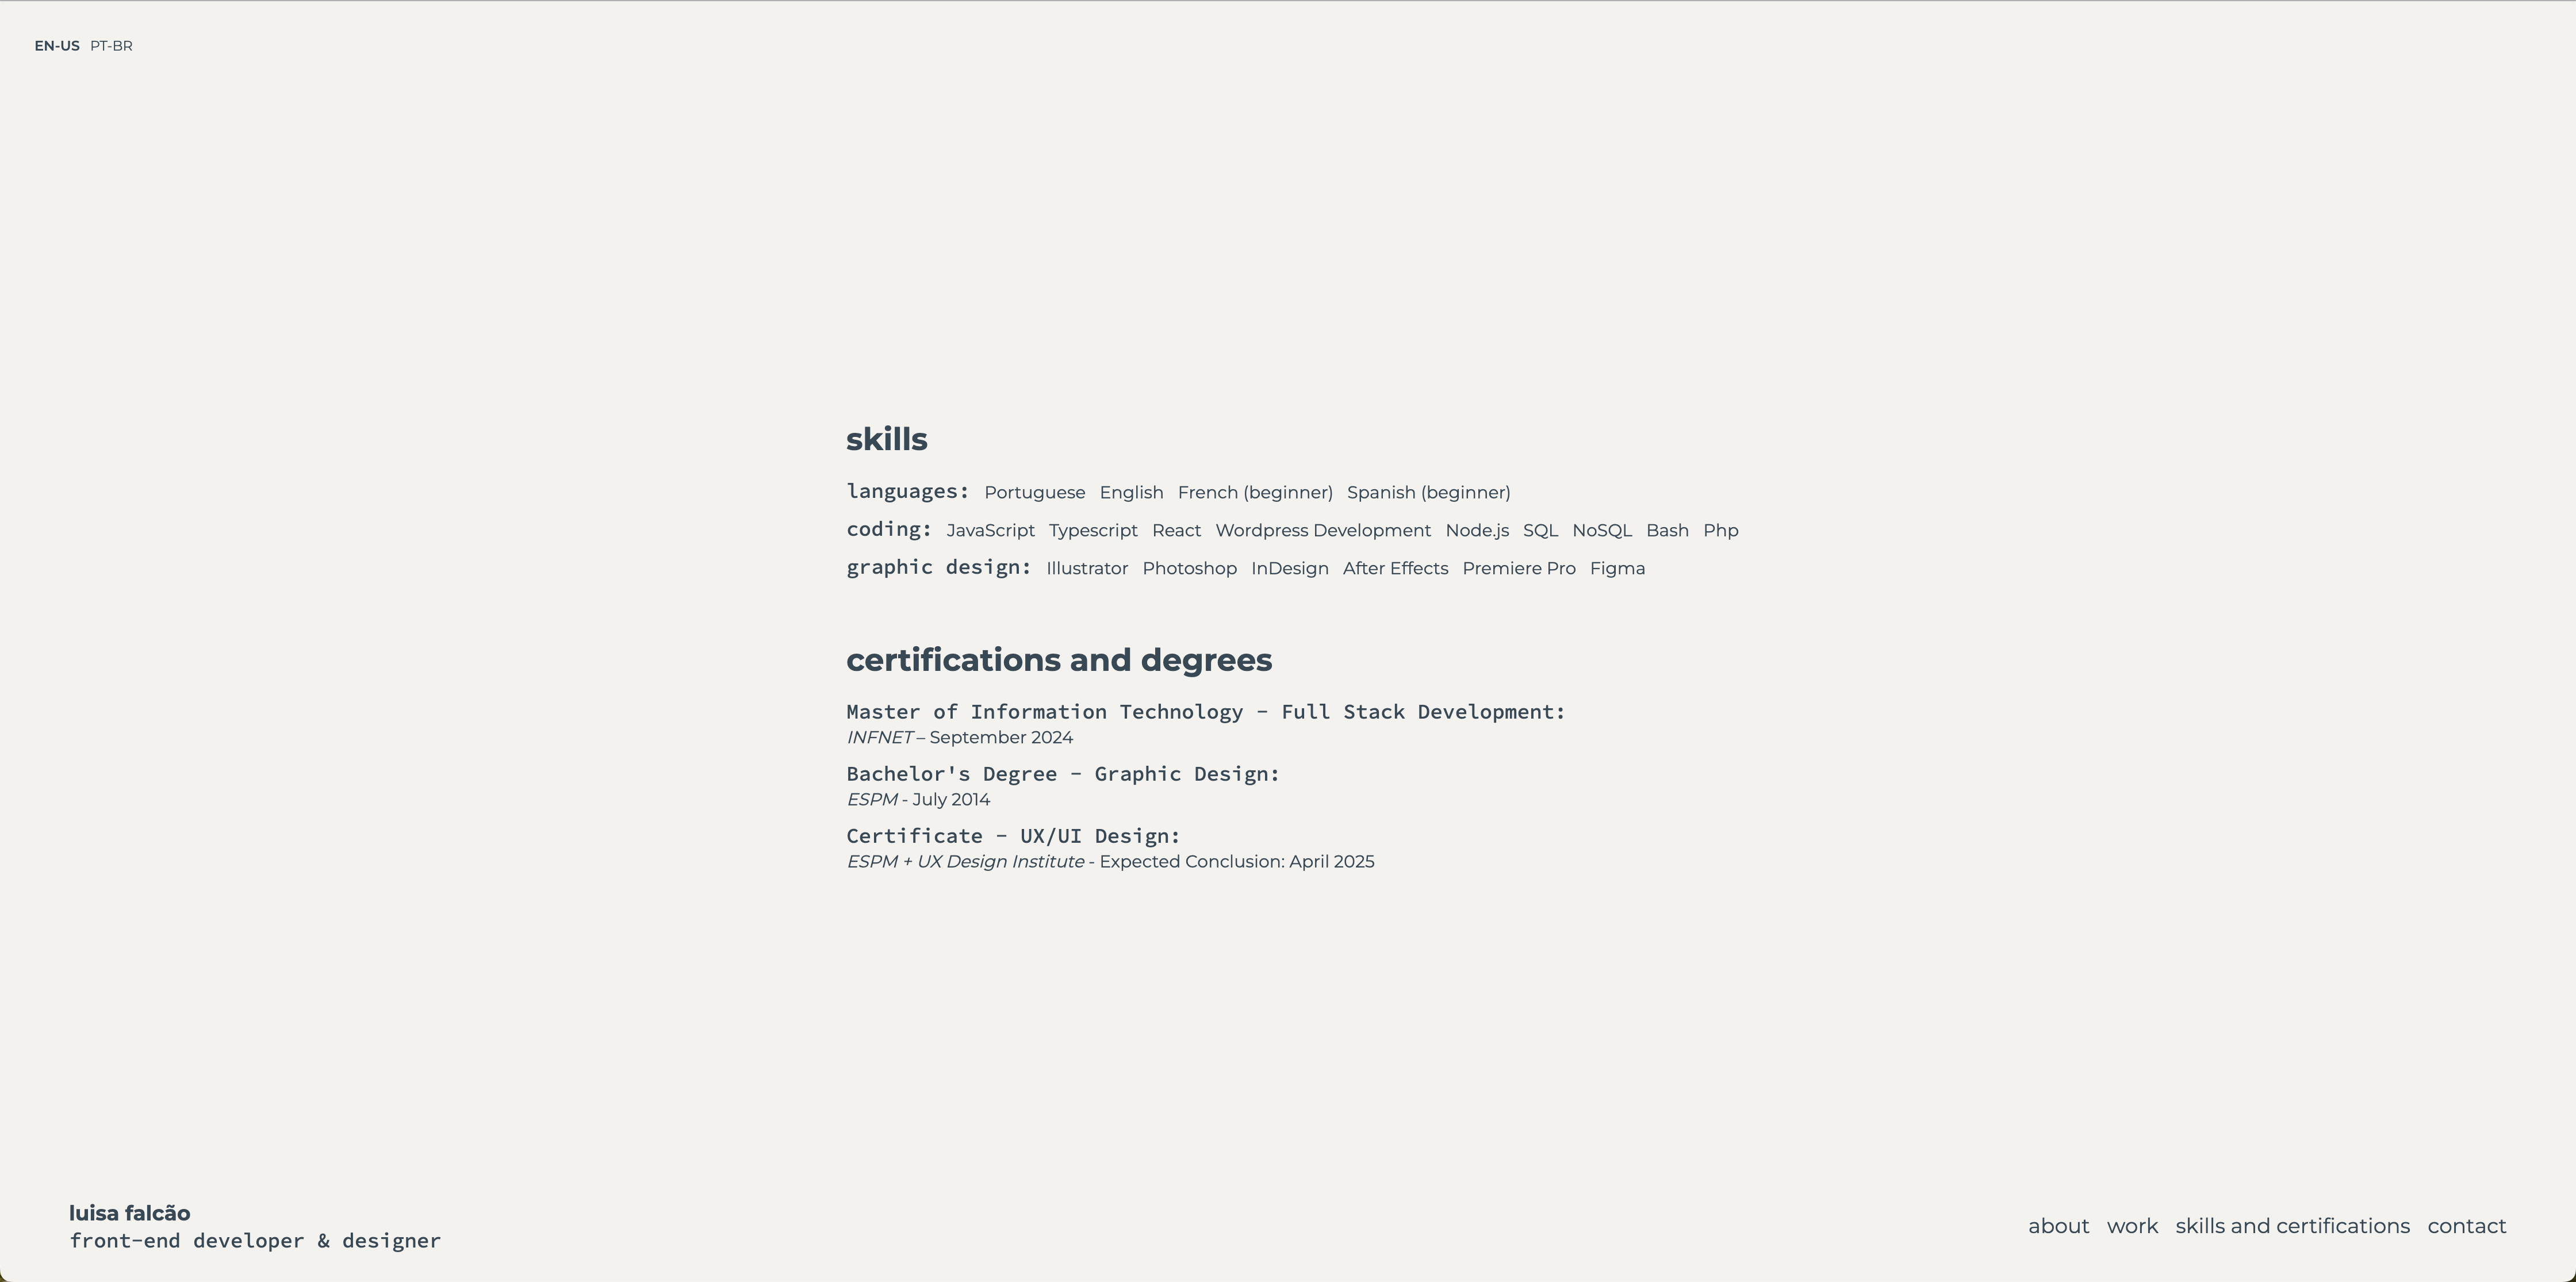 EN-US PT-BR
skills
languages: Portuguese English French (beginner) Spanish (beginner)
coding: JavaScript Typescript React Wordpress Development Node.js SQL NoSQL Bash Php
graphic design: Illustrator Photoshop InDesign After Effects Premiere Pro Figma
certifications and degrees
Master of Information Technology - Full Stack Development:
INFNET – September 2024
Bachelor's Degree - Graphic Design:
ESPM - July 2014
Certificate - UX/UI Design:
ESPM + UX Design Institute - Expected Conclusion: April 2025
luisa falcão
front-end developer & designer
about work skills and certifications contact